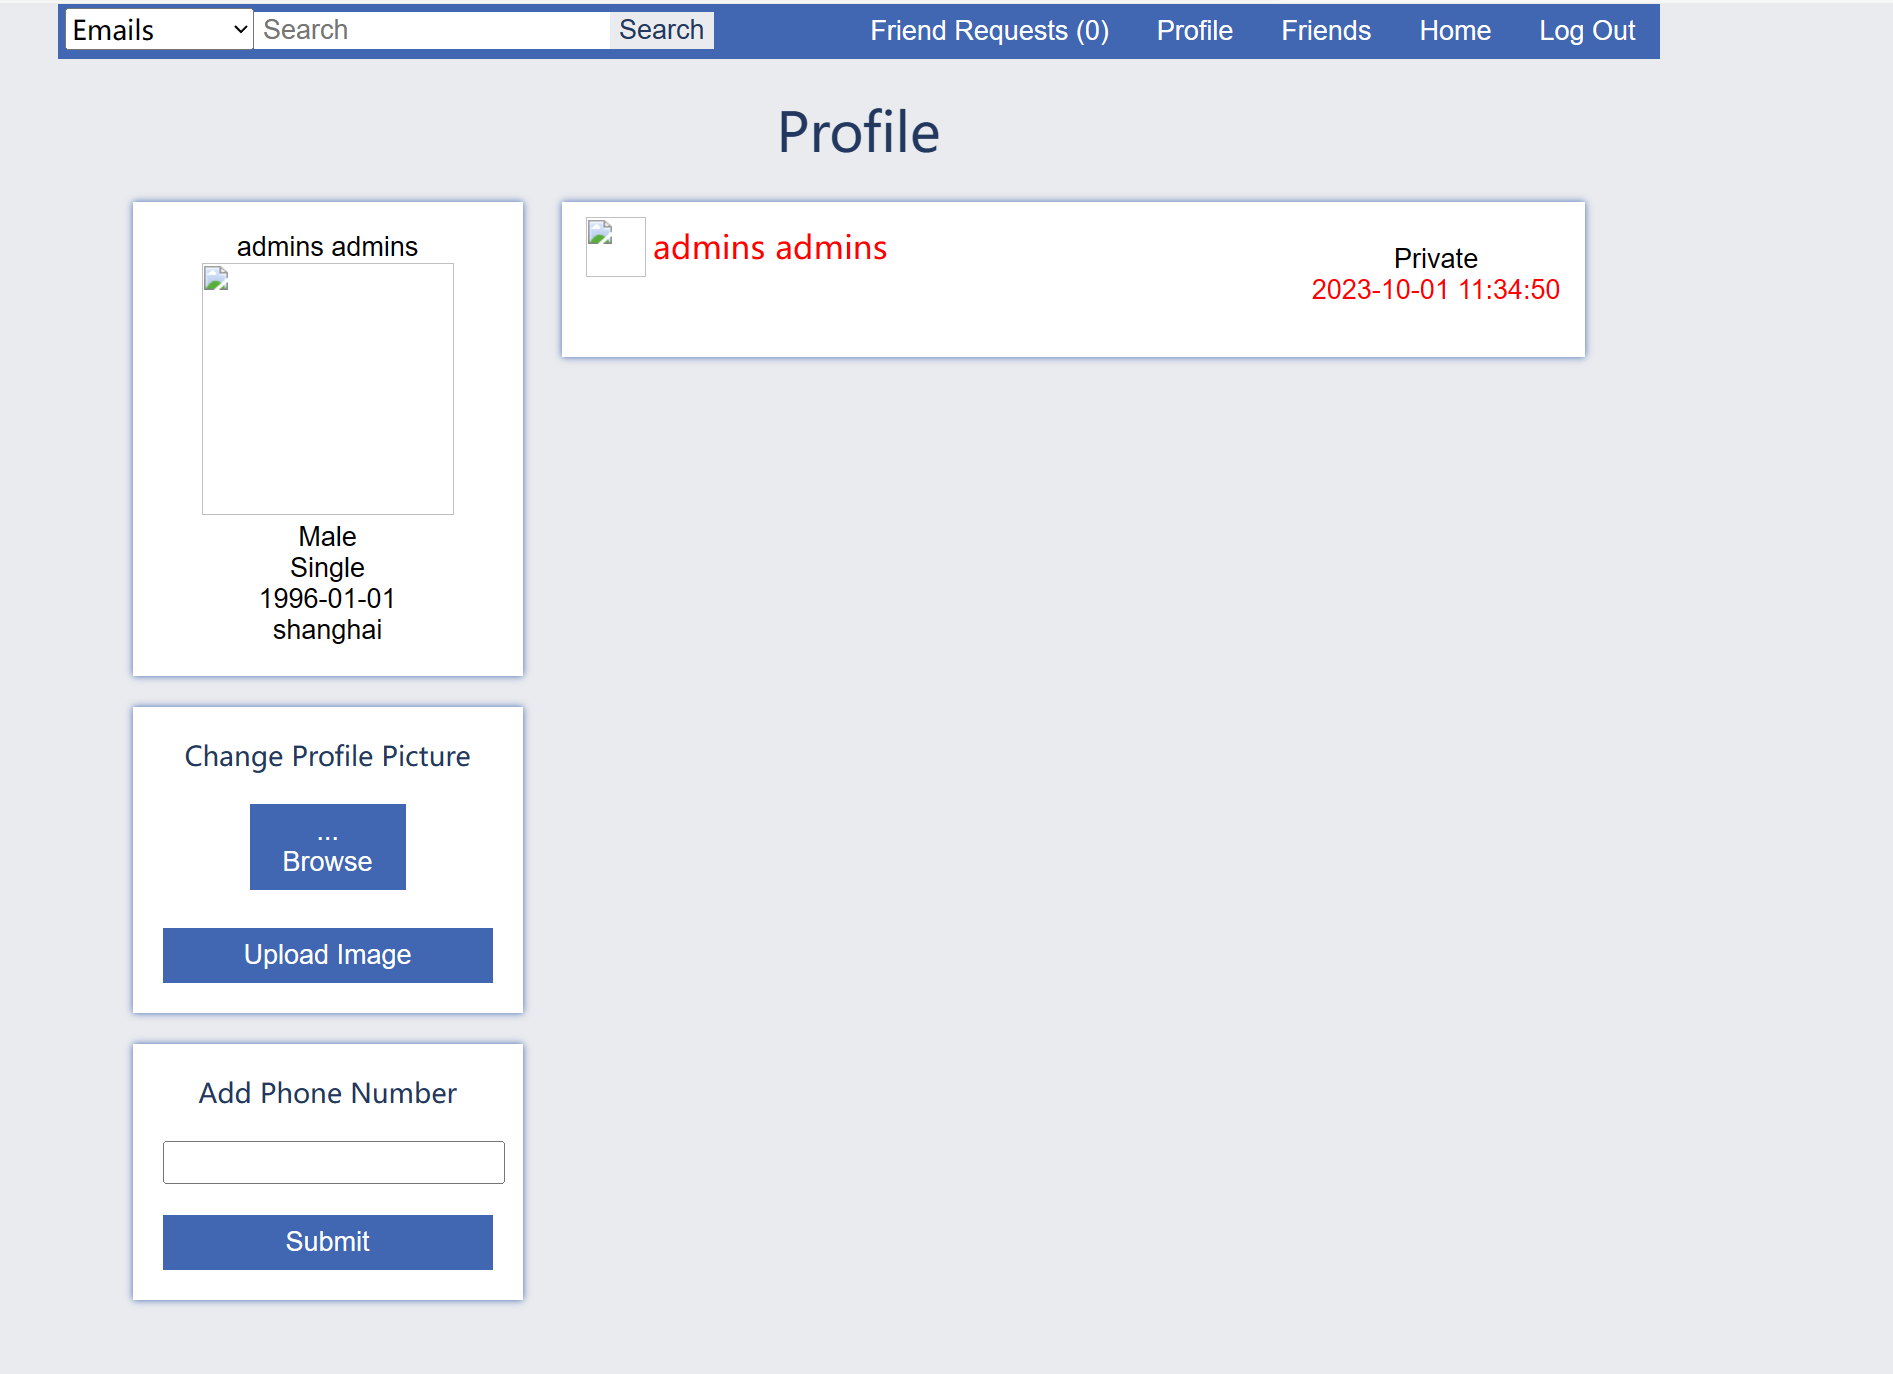 Emails Search Search Friend Requests (0) Profile Friends Home Log Out
Profile
admins admins
Male
Single
1996-01-01
shanghai
Change Profile Picture
...
Browse
Upload Image
Add Phone Number
Submit
admins admins
Private
2023-10-01 11:34:50